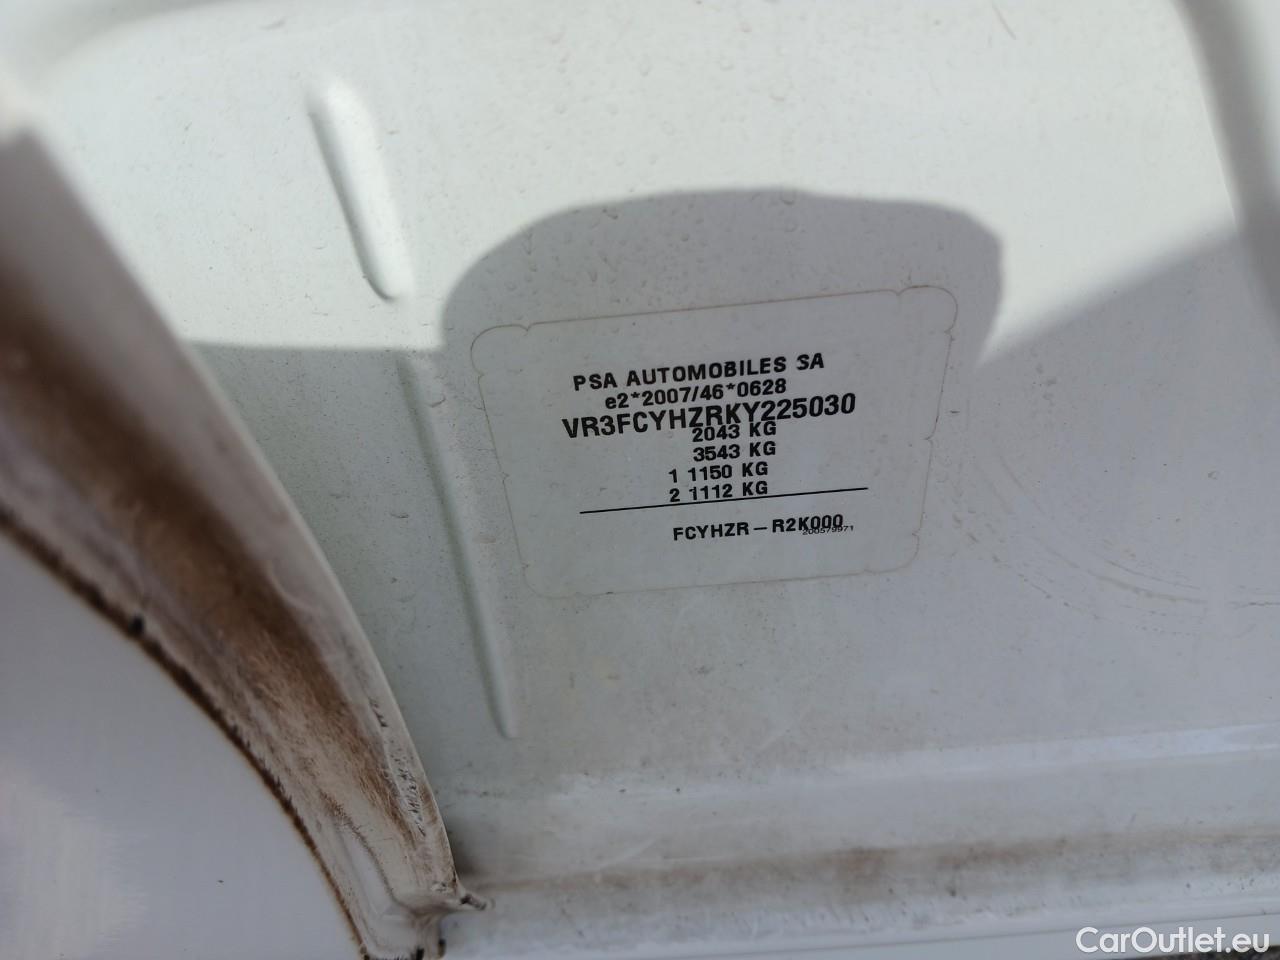 PSA AUTOMOBILES SA
e2*2007/46*0628
VR3FCYHZRKY225030
2043 KG
3543 KG
1 1150 KG
2 1112 KG
FCYHZR – R2K000
200579971
CarOutlet.eu